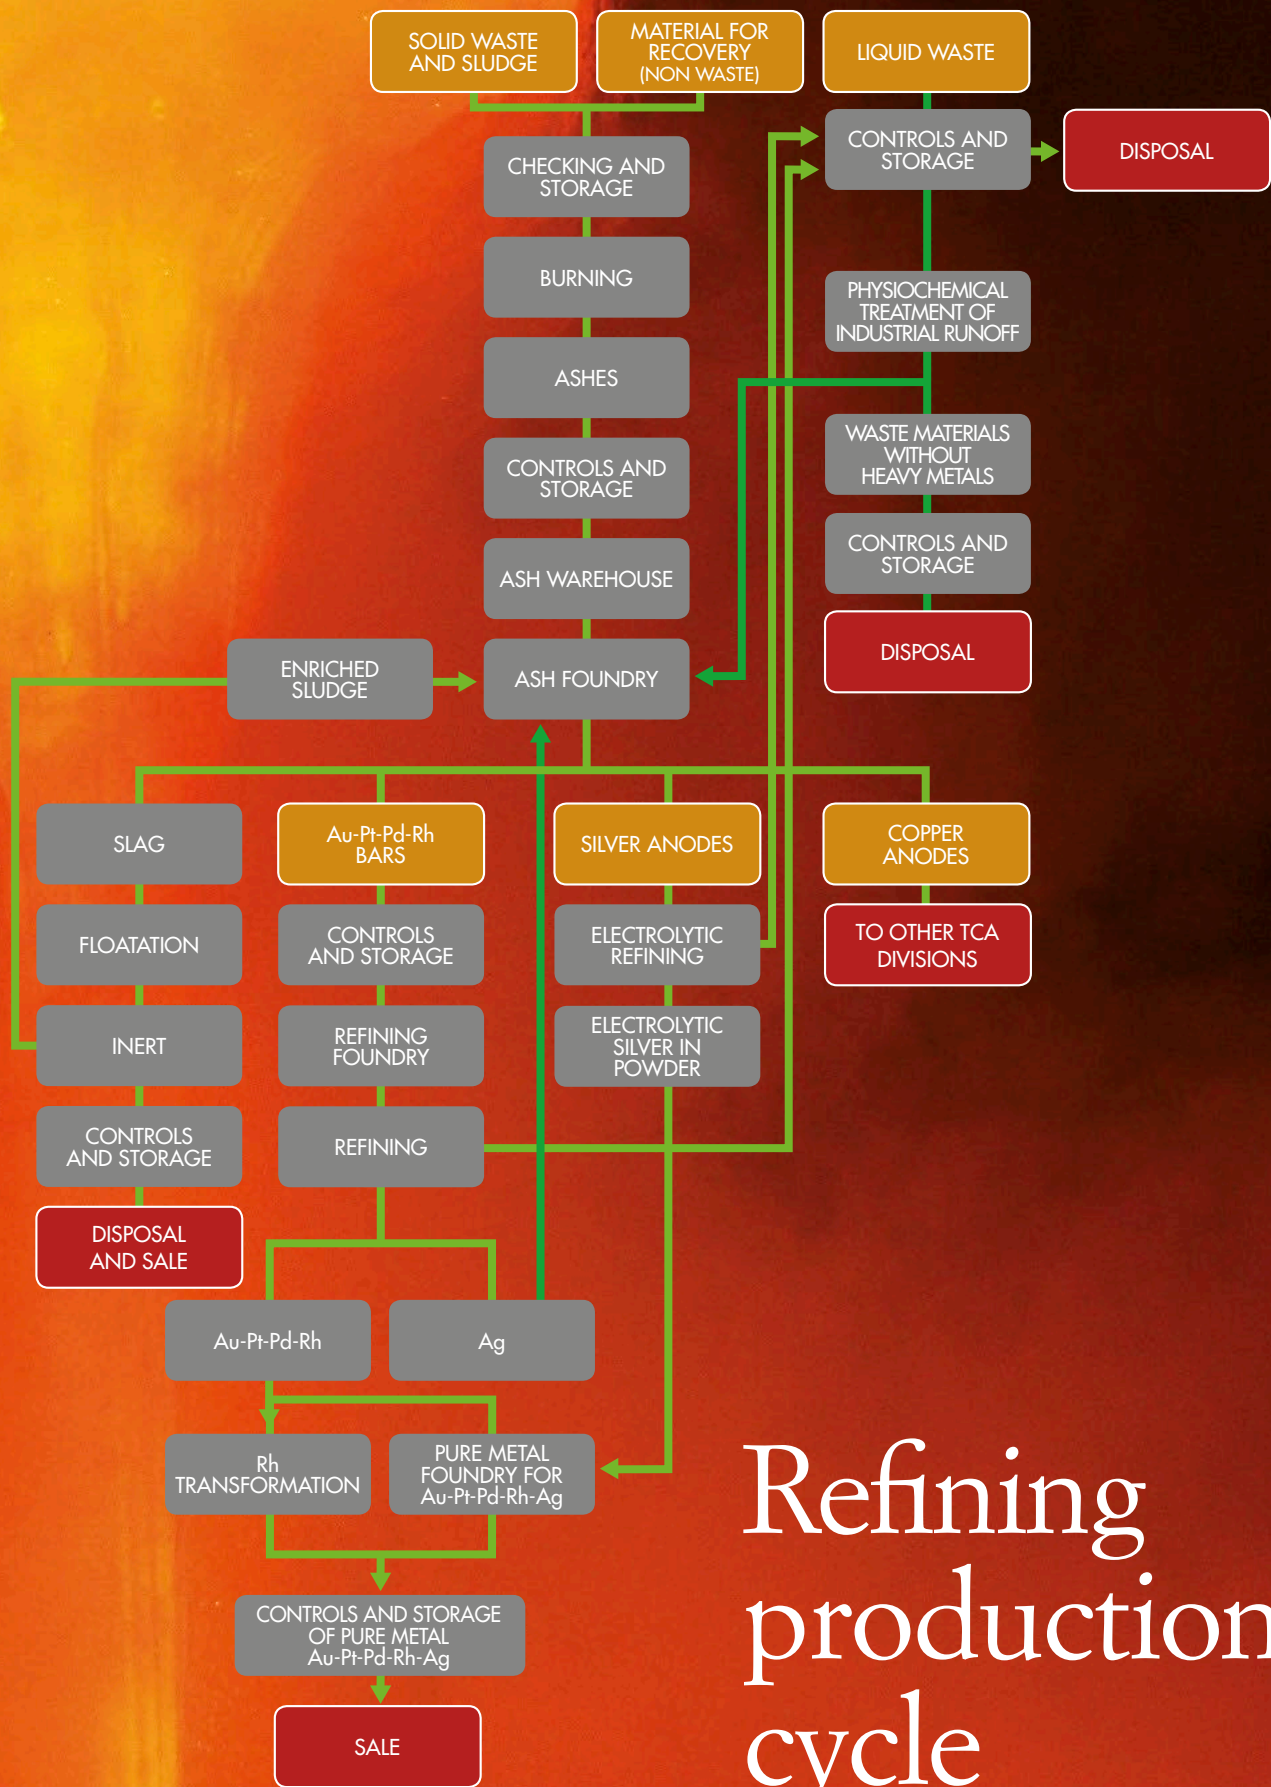 SOLID WASTE
AND SLUDGE
MATERIAL FOR
RECOVERY
(NON WASTE)
LIQUID WASTE
CHECKING AND
STORAGE
CONTROLS AND
STORAGE
DISPOSAL
BURNING
PHYSIOCHEMICAL
TREATMENT OF
INDUSTRIAL RUNOFF
ASHES
CONTROLS AND
STORAGE
WASTE MATERIALS
WITHOUT
HEAVY METALS
ASH WAREHOUSE
CONTROLS AND
STORAGE
ENRICHED
SLUDGE
ASH FOUNDRY
DISPOSAL
SLAG
Au-Pt-Pd-Rh
BARS
SILVER ANODES
COPPER
ANODES
FLOATATION
CONTROLS
AND STORAGE
ELECTROLYTIC
REFINING
TO OTHER TCA
DIVISIONS
INERT
REFINING
FOUNDRY
ELECTROLYTIC
SILVER IN
POWDER
CONTROLS
AND STORAGE
REFINING
DISPOSAL
AND SALE
Au-Pt-Pd-Rh
Ag
Rh
TRANSFORMATION
PURE METAL
FOUNDRY FOR
Au-Pt-Pd-Rh-Ag
CONTROLS AND STORAGE
OF PURE METAL
Au-Pt-Pd-Rh-Ag
SALE
Refining
production
cycle